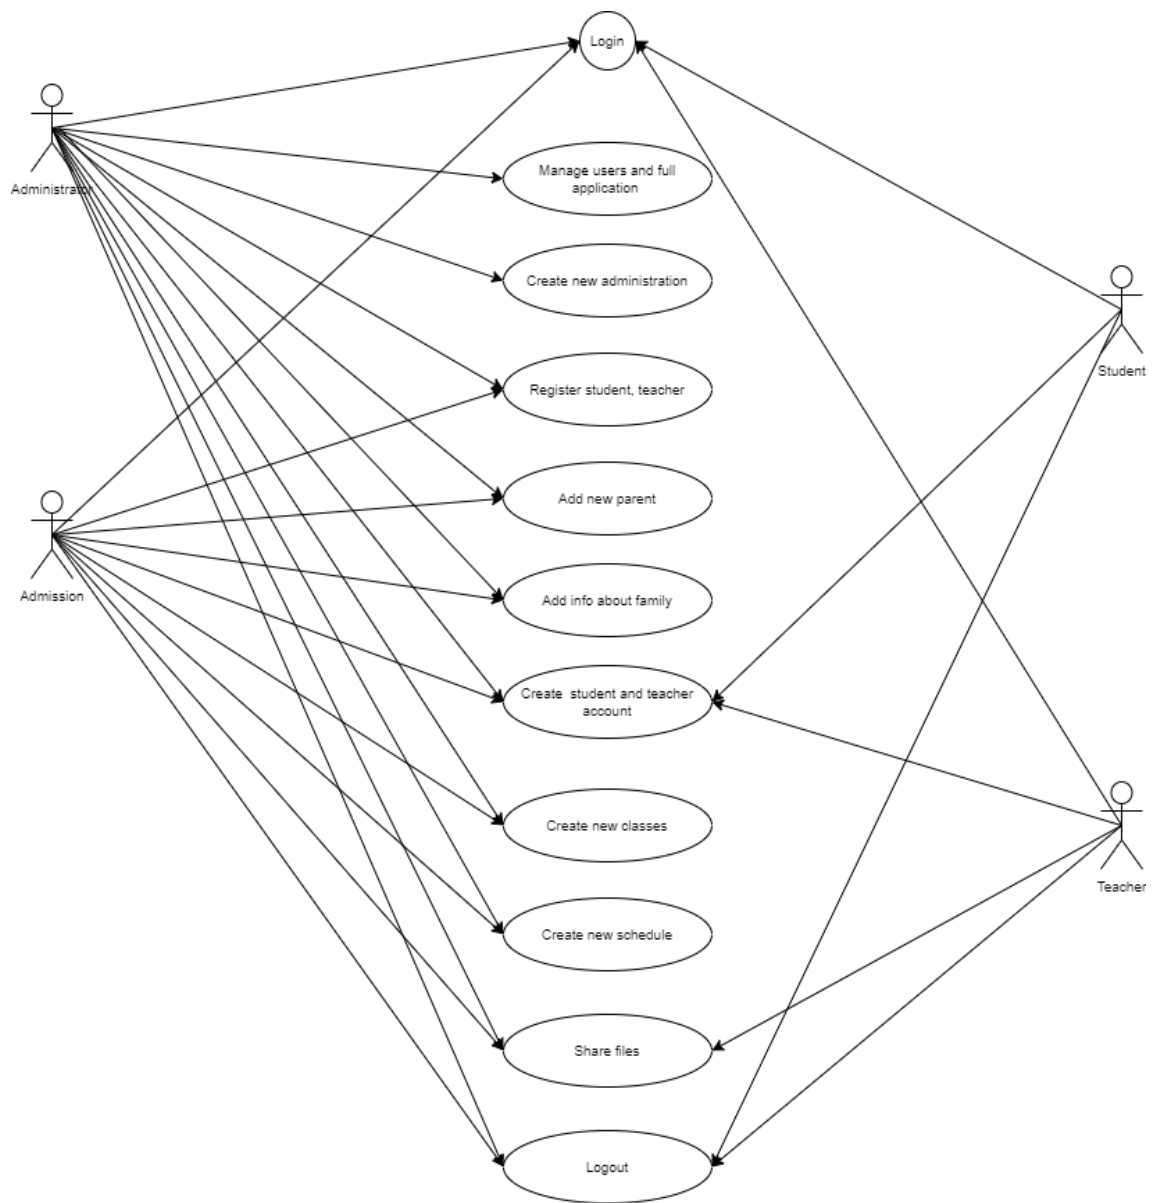 Login
Administrator
Manage users and full
application
Create new administration
Student
Register student, teacher
Add new parent
Admission
Add info about family
Create student and teacher
account
Create new classes
Teacher
Create new schedule
Share files
Logout